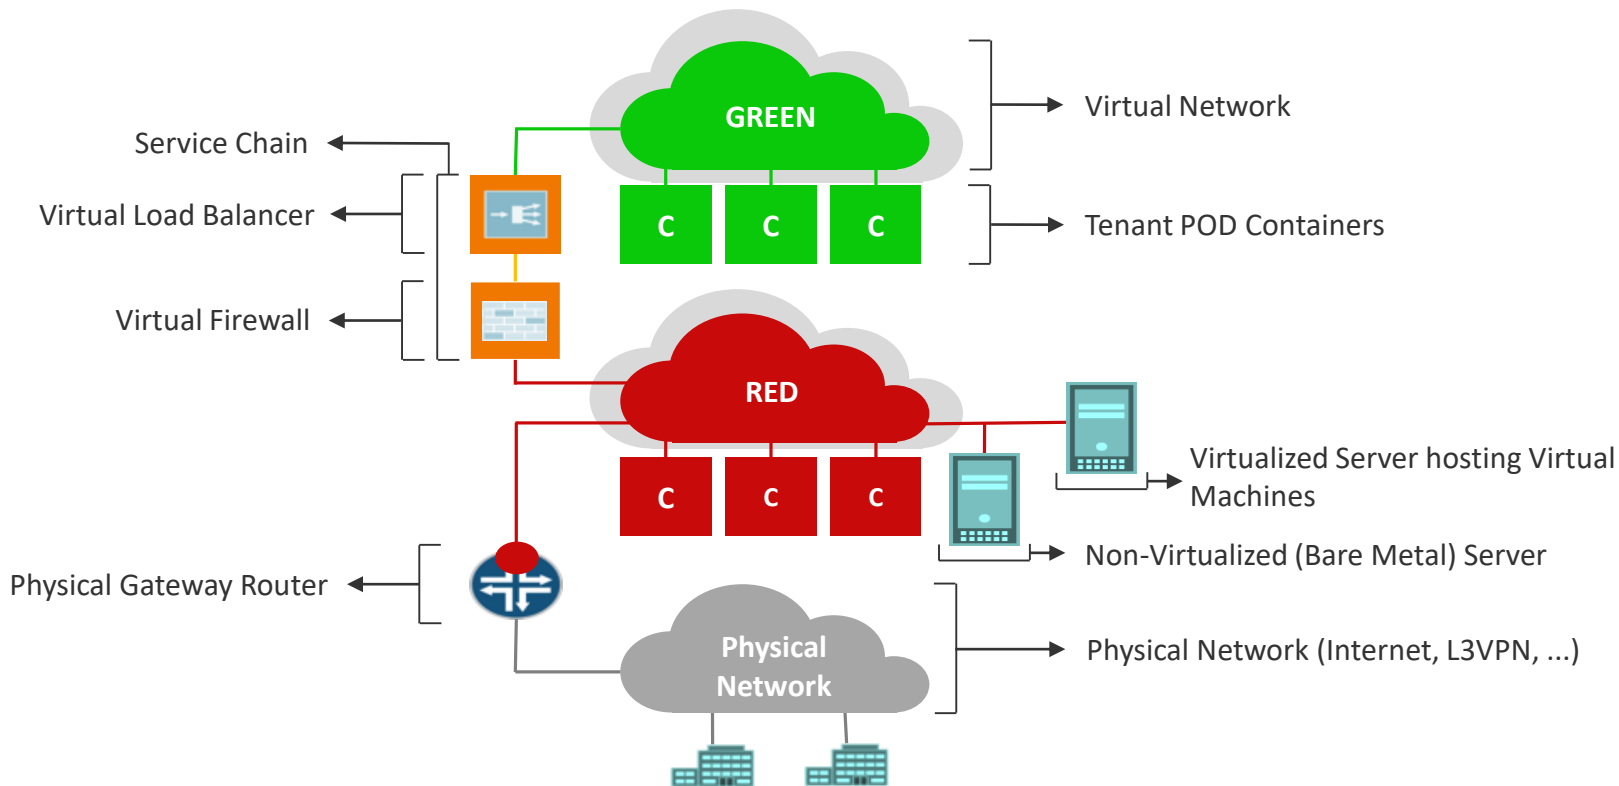 GREEN
Virtual Network
Service Chain
Virtual Load Balancer
C C C
Tenant POD Containers
Virtual Firewall
RED
Virtualized Server hosting Virtual
Machines
C C C
Non-Virtualized (Bare Metal) Server
Physical Gateway Router
Physical
Network
Physical Network (Internet, L3VPN, ...)